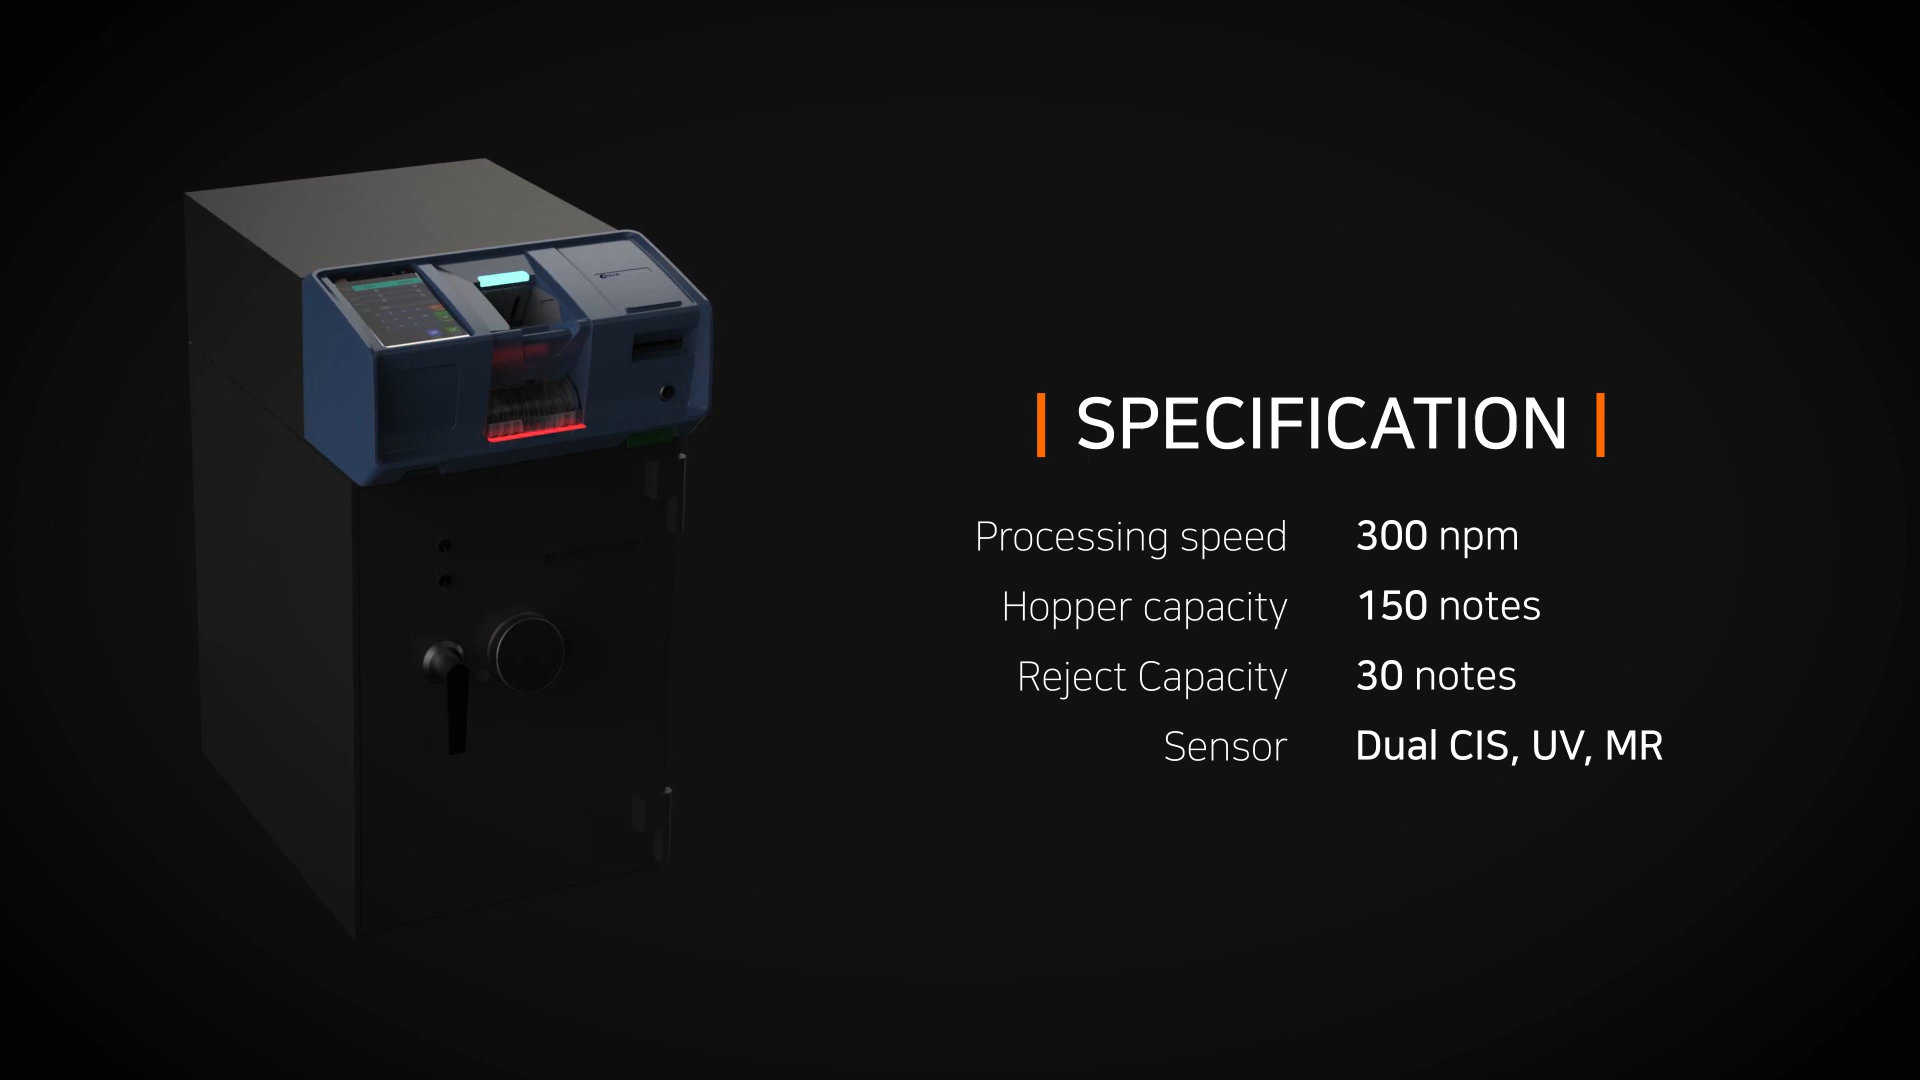 SPECIFICATION
Processing speed 300 npm
Hopper capacity 150 notes
Reject Capacity 30 notes
Sensor Dual CIS, UV, MR